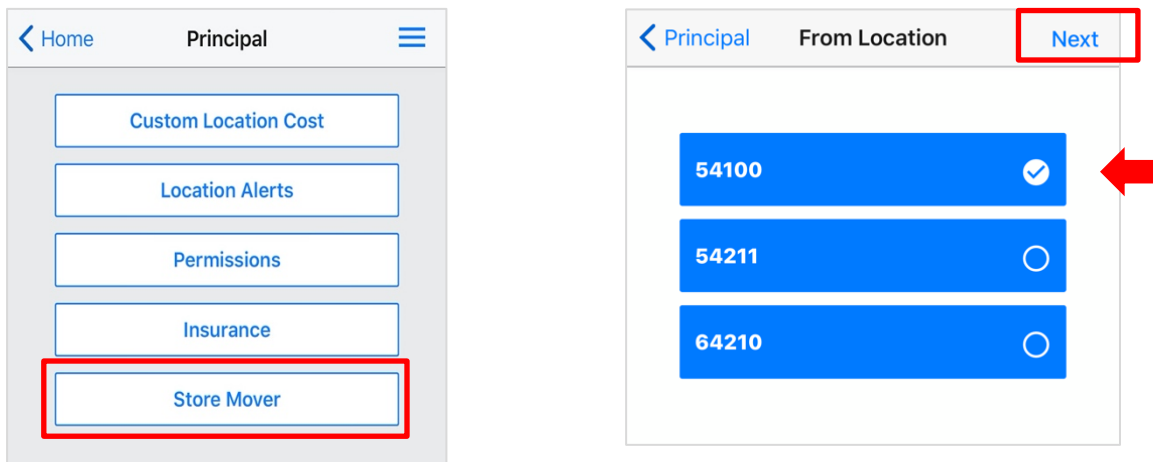 Home Principal
Custom Location Cost
Location Alerts
Permissions
Insurance
Store Mover
Principal From Location Next
54100
54211
64210